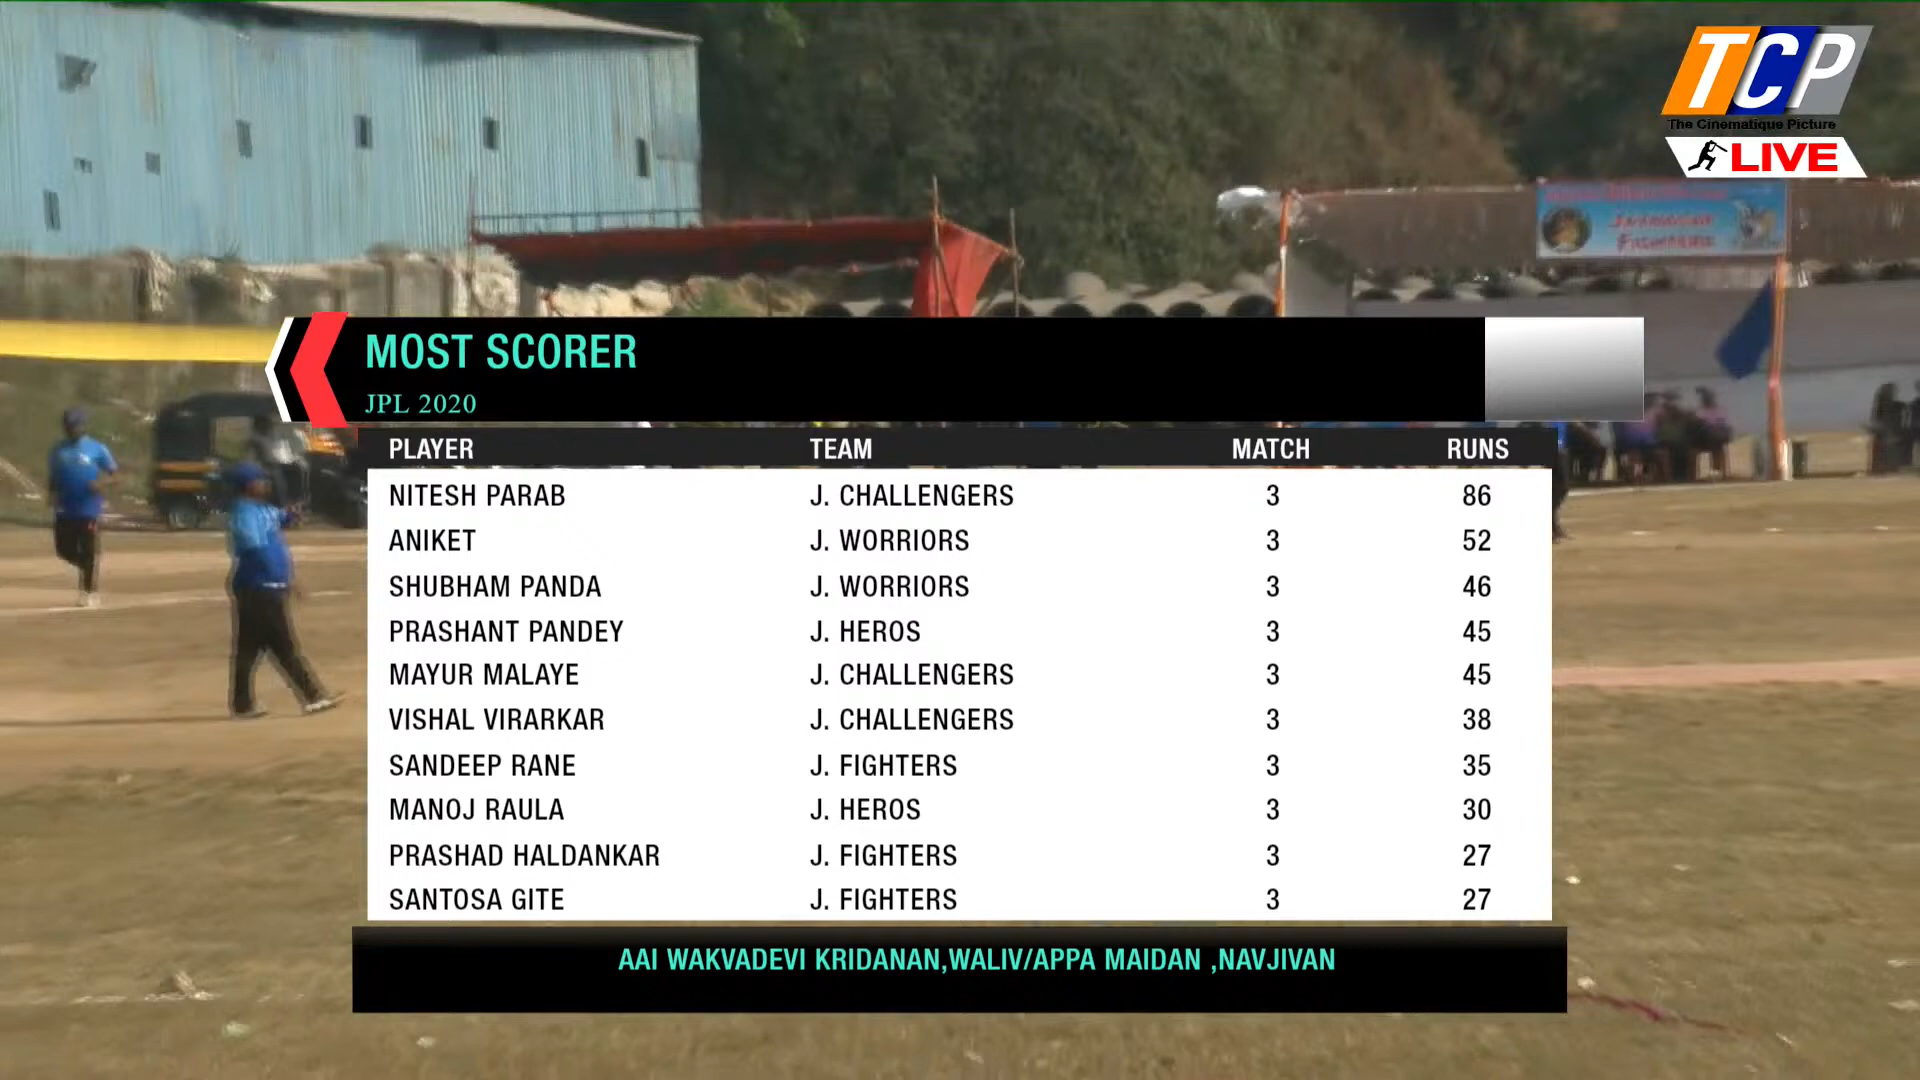 TCP
The Cinematique Picture
LIVE
MOST SCORER
JPL 2020
PLAYER TEAM MATCH RUNS
NITESH PARAB J. CHALLENGERS 3 86
ANIKET J. WORRIORS 3 52
SHUBHAM PANDA J. WORRIORS 3 46
PRASHANT PANDEY J. HEROS 3 45
MAYUR MALAYE J. CHALLENGERS 3 45
VISHAL VIRARKAR J. CHALLENGERS 3 38
SANDEEP RANE J. FIGHTERS 3 35
MANOJ RAULA J. HEROS 3 30
PRASHAD HALDANKAR J. FIGHTERS 3 27
SANTOSA GITE J. FIGHTERS 3 27
AAI WAKVADEVI KRIDANAN,WALIV/APPA MAIDAN ,NAVJIVAN